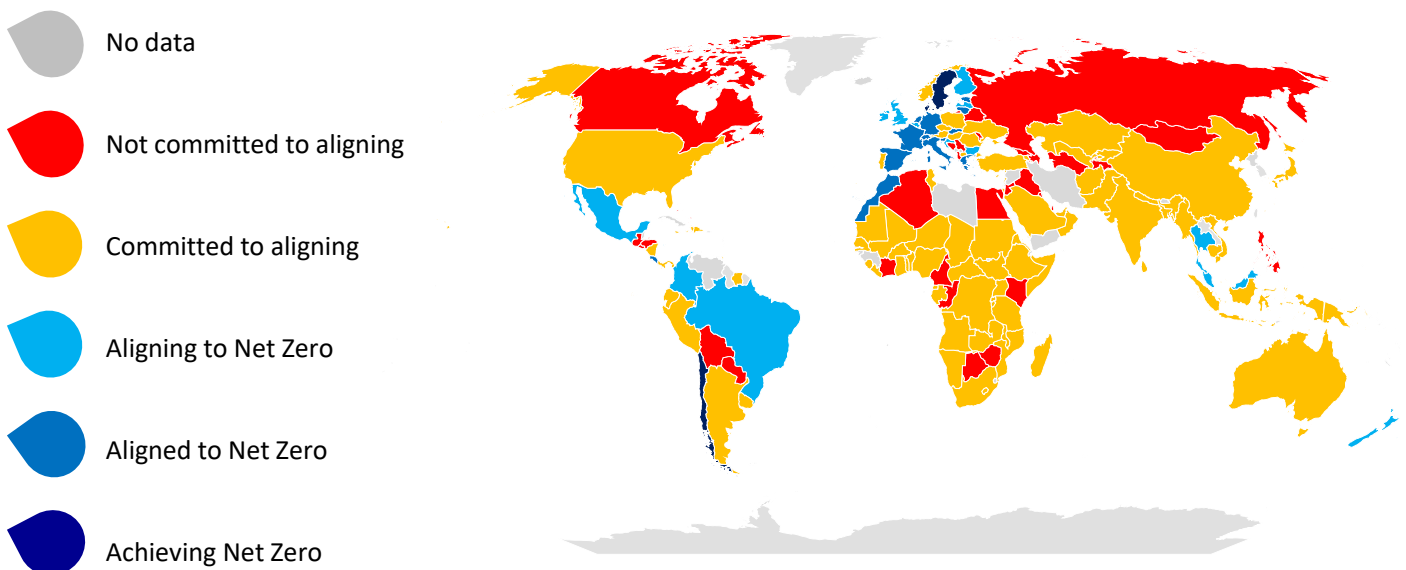 No data
Not committed to aligning
Committed to aligning
Aligning to Net Zero
Aligned to Net Zero
Achieving Net Zero